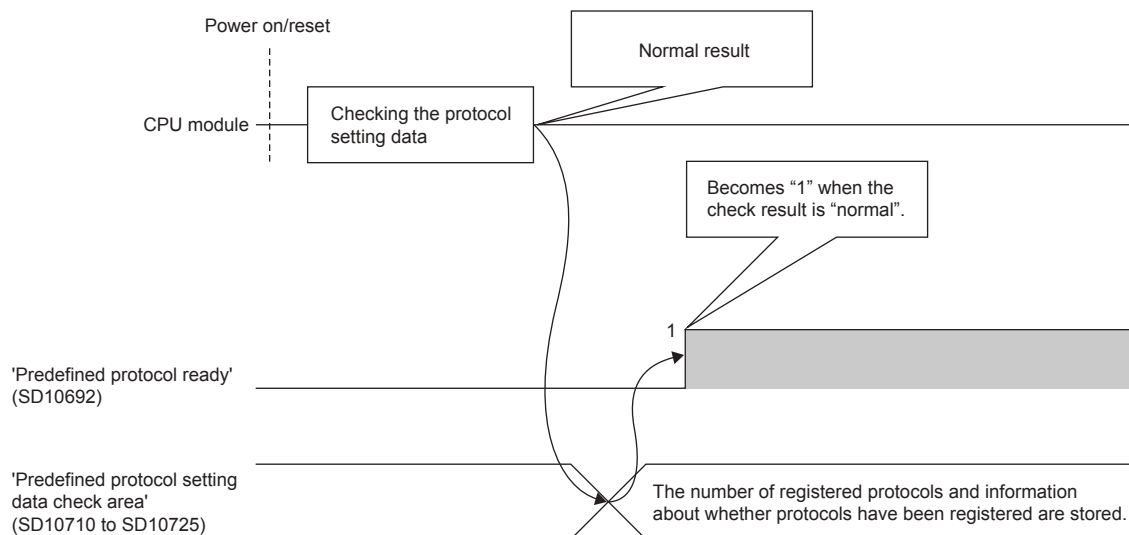 Power on/reset
Normal result
CPU module
Checking the protocol
setting data
Becomes “1” when the
check result is “normal”.
1
'Predefined protocol ready'
(SD10692)
'Predefined protocol setting
data check area'
(SD10710 to SD10725)
The number of registered protocols and information
about whether protocols have been registered are stored.